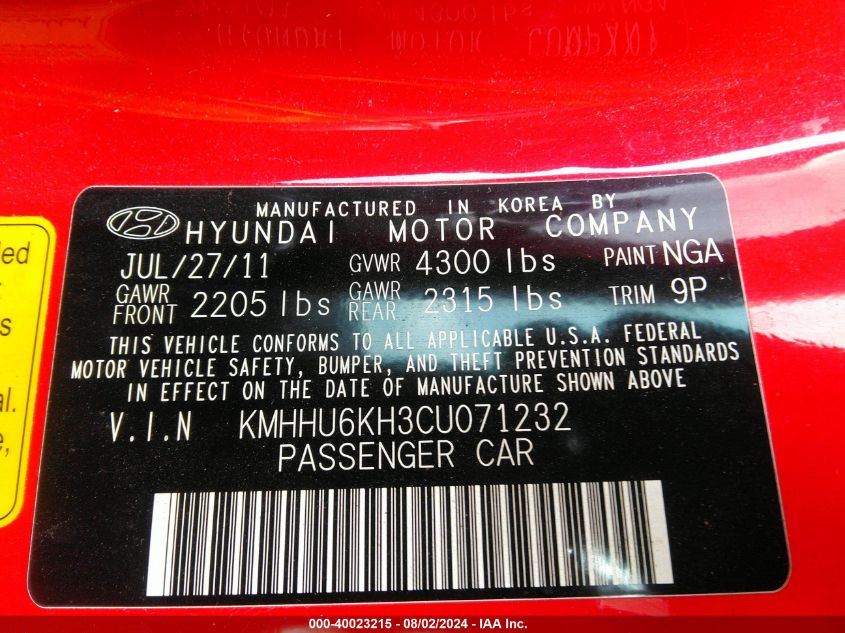 MANUFACTURED IN KOREA BY
HYUNDAI MOTOR COMPANY
JUL/27/11 GVWR 4300 lbs PAINT NGA
GAWR FRONT 2205 lbs GAWR REAR 2315 lbs TRIM 9P
THIS VEHICLE CONFORMS TO ALL APPLICABLE U.S.A. FEDERAL
MOTOR VEHICLE SAFETY, BUMPER, AND THEFT PREVENTION STANDARDS
IN EFFECT ON THE DATE OF MANUFACTURE SHOWN ABOVE
V.I.N KMHHU6KH3CU071232
PASSENGER CAR
000-40023215 - 08/02/2024 - IAA Inc.